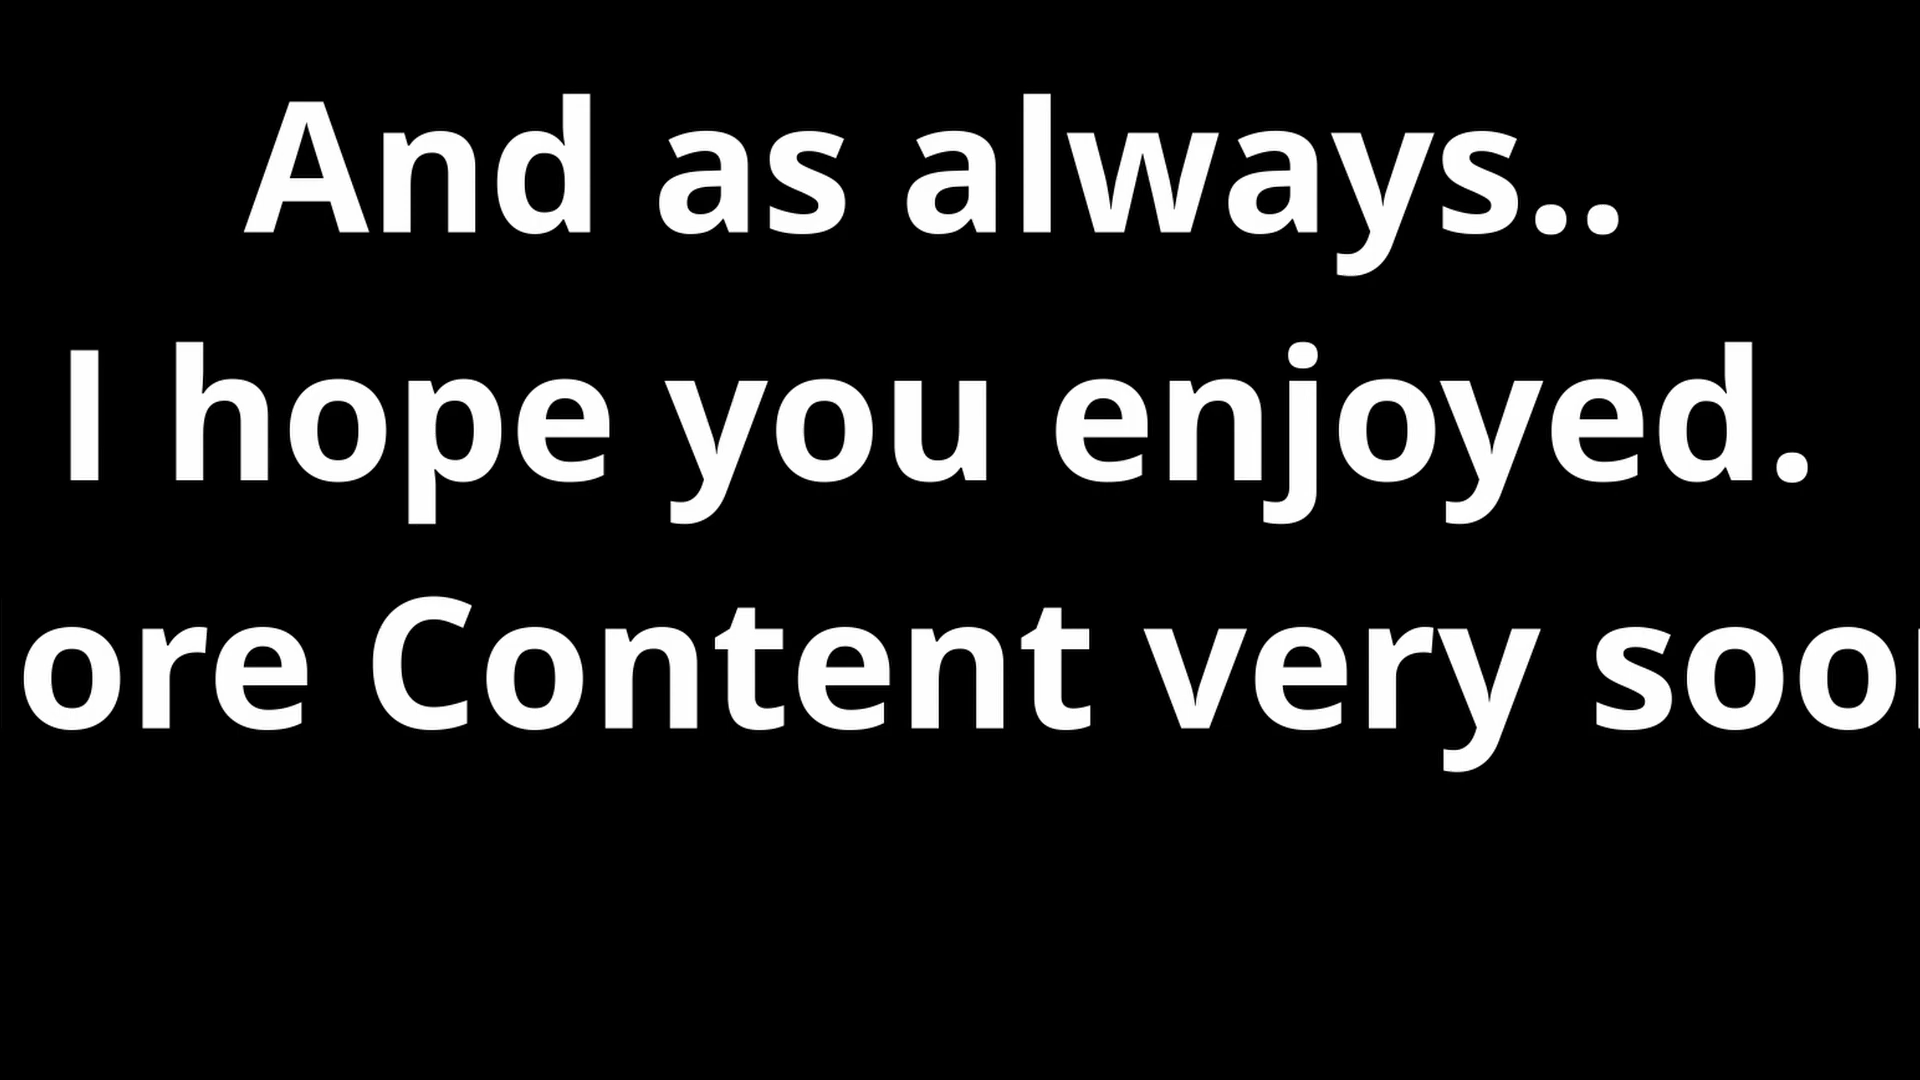 And as always..
I hope you enjoyed.
ore Content very soo